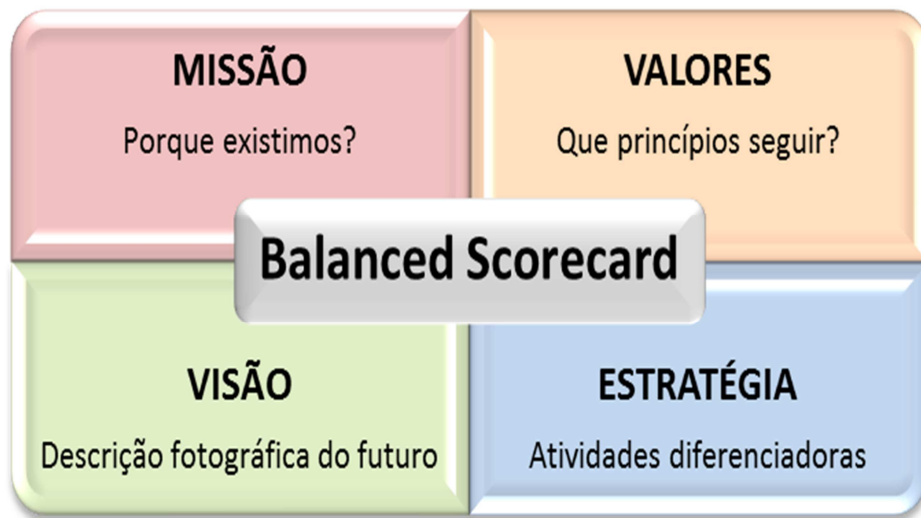 MISSÃO
Porque existimos?
VALORES
Que princípios seguir?
Balanced Scorecard
VISÃO
Descrição fotográfica do futuro
ESTRATÉGIA
Atividades diferenciadoras